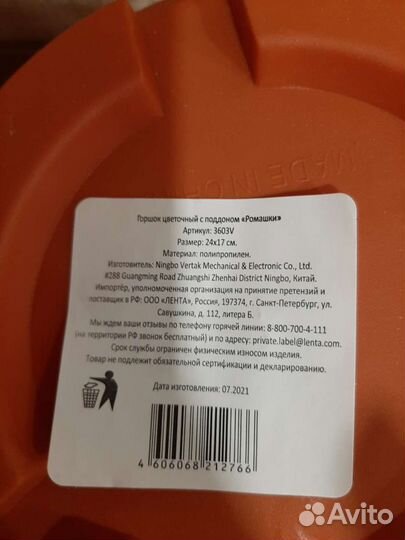 MADE IN C
Горшок цветочный с поддоном «Ромашки»
Артикул: 3603V
Размер: 24x17 см.
Материал: полипропилен.
Изготовитель: Ningbo Vertak Mechanical & Electronic Co., Ltd.
#288 Guangming Road Zhuangshi Zhenhai District Ningbo, Китай.
Импортёр, уполномоченная организация на принятие претензий и
поставщик в РФ: ООО «ЛЕНТА», Россия, 197374, г. Санкт-Петербург, ул.
Савушкина, д. 112, литера Б.
Мы ждем ваши отзывы по телефону горячей линии: 8-800-700-4-111
(на территории РФ звонок бесплатный) и по адресу: private.label@lenta.com.
Срок службы ограничен физическим износом изделия.
Товар не подлежит обязательной сертификации и декларированию.
Дата изготовления: 07.2021
4 606068 212766
Avito